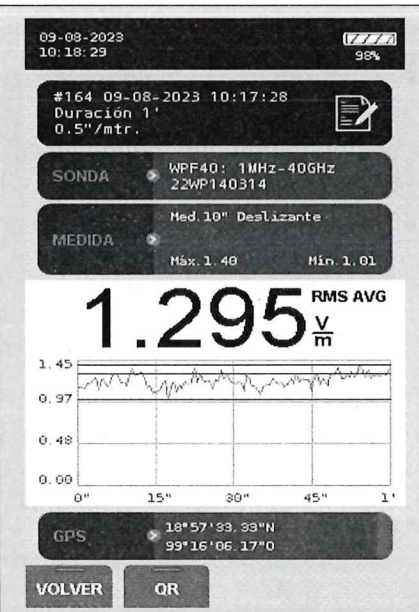 09-08-2023
10:18:29
98%
#164 09-08-2023 10:17:28
Duración 1'
0.5"/mtr.
SONDA
WPF40: 1MHz-40GHz
22WP140314
MEDIDA
Med.10" Deslizante
Máx.1.40 Mín.1.01
1.295 RMS AVG
V/m
1.45
0.97
0.48
0.00
0" 15" 30" 45" 1'
GPS
18°57'33.33"N
99°16'06.17"O
VOLVER QR